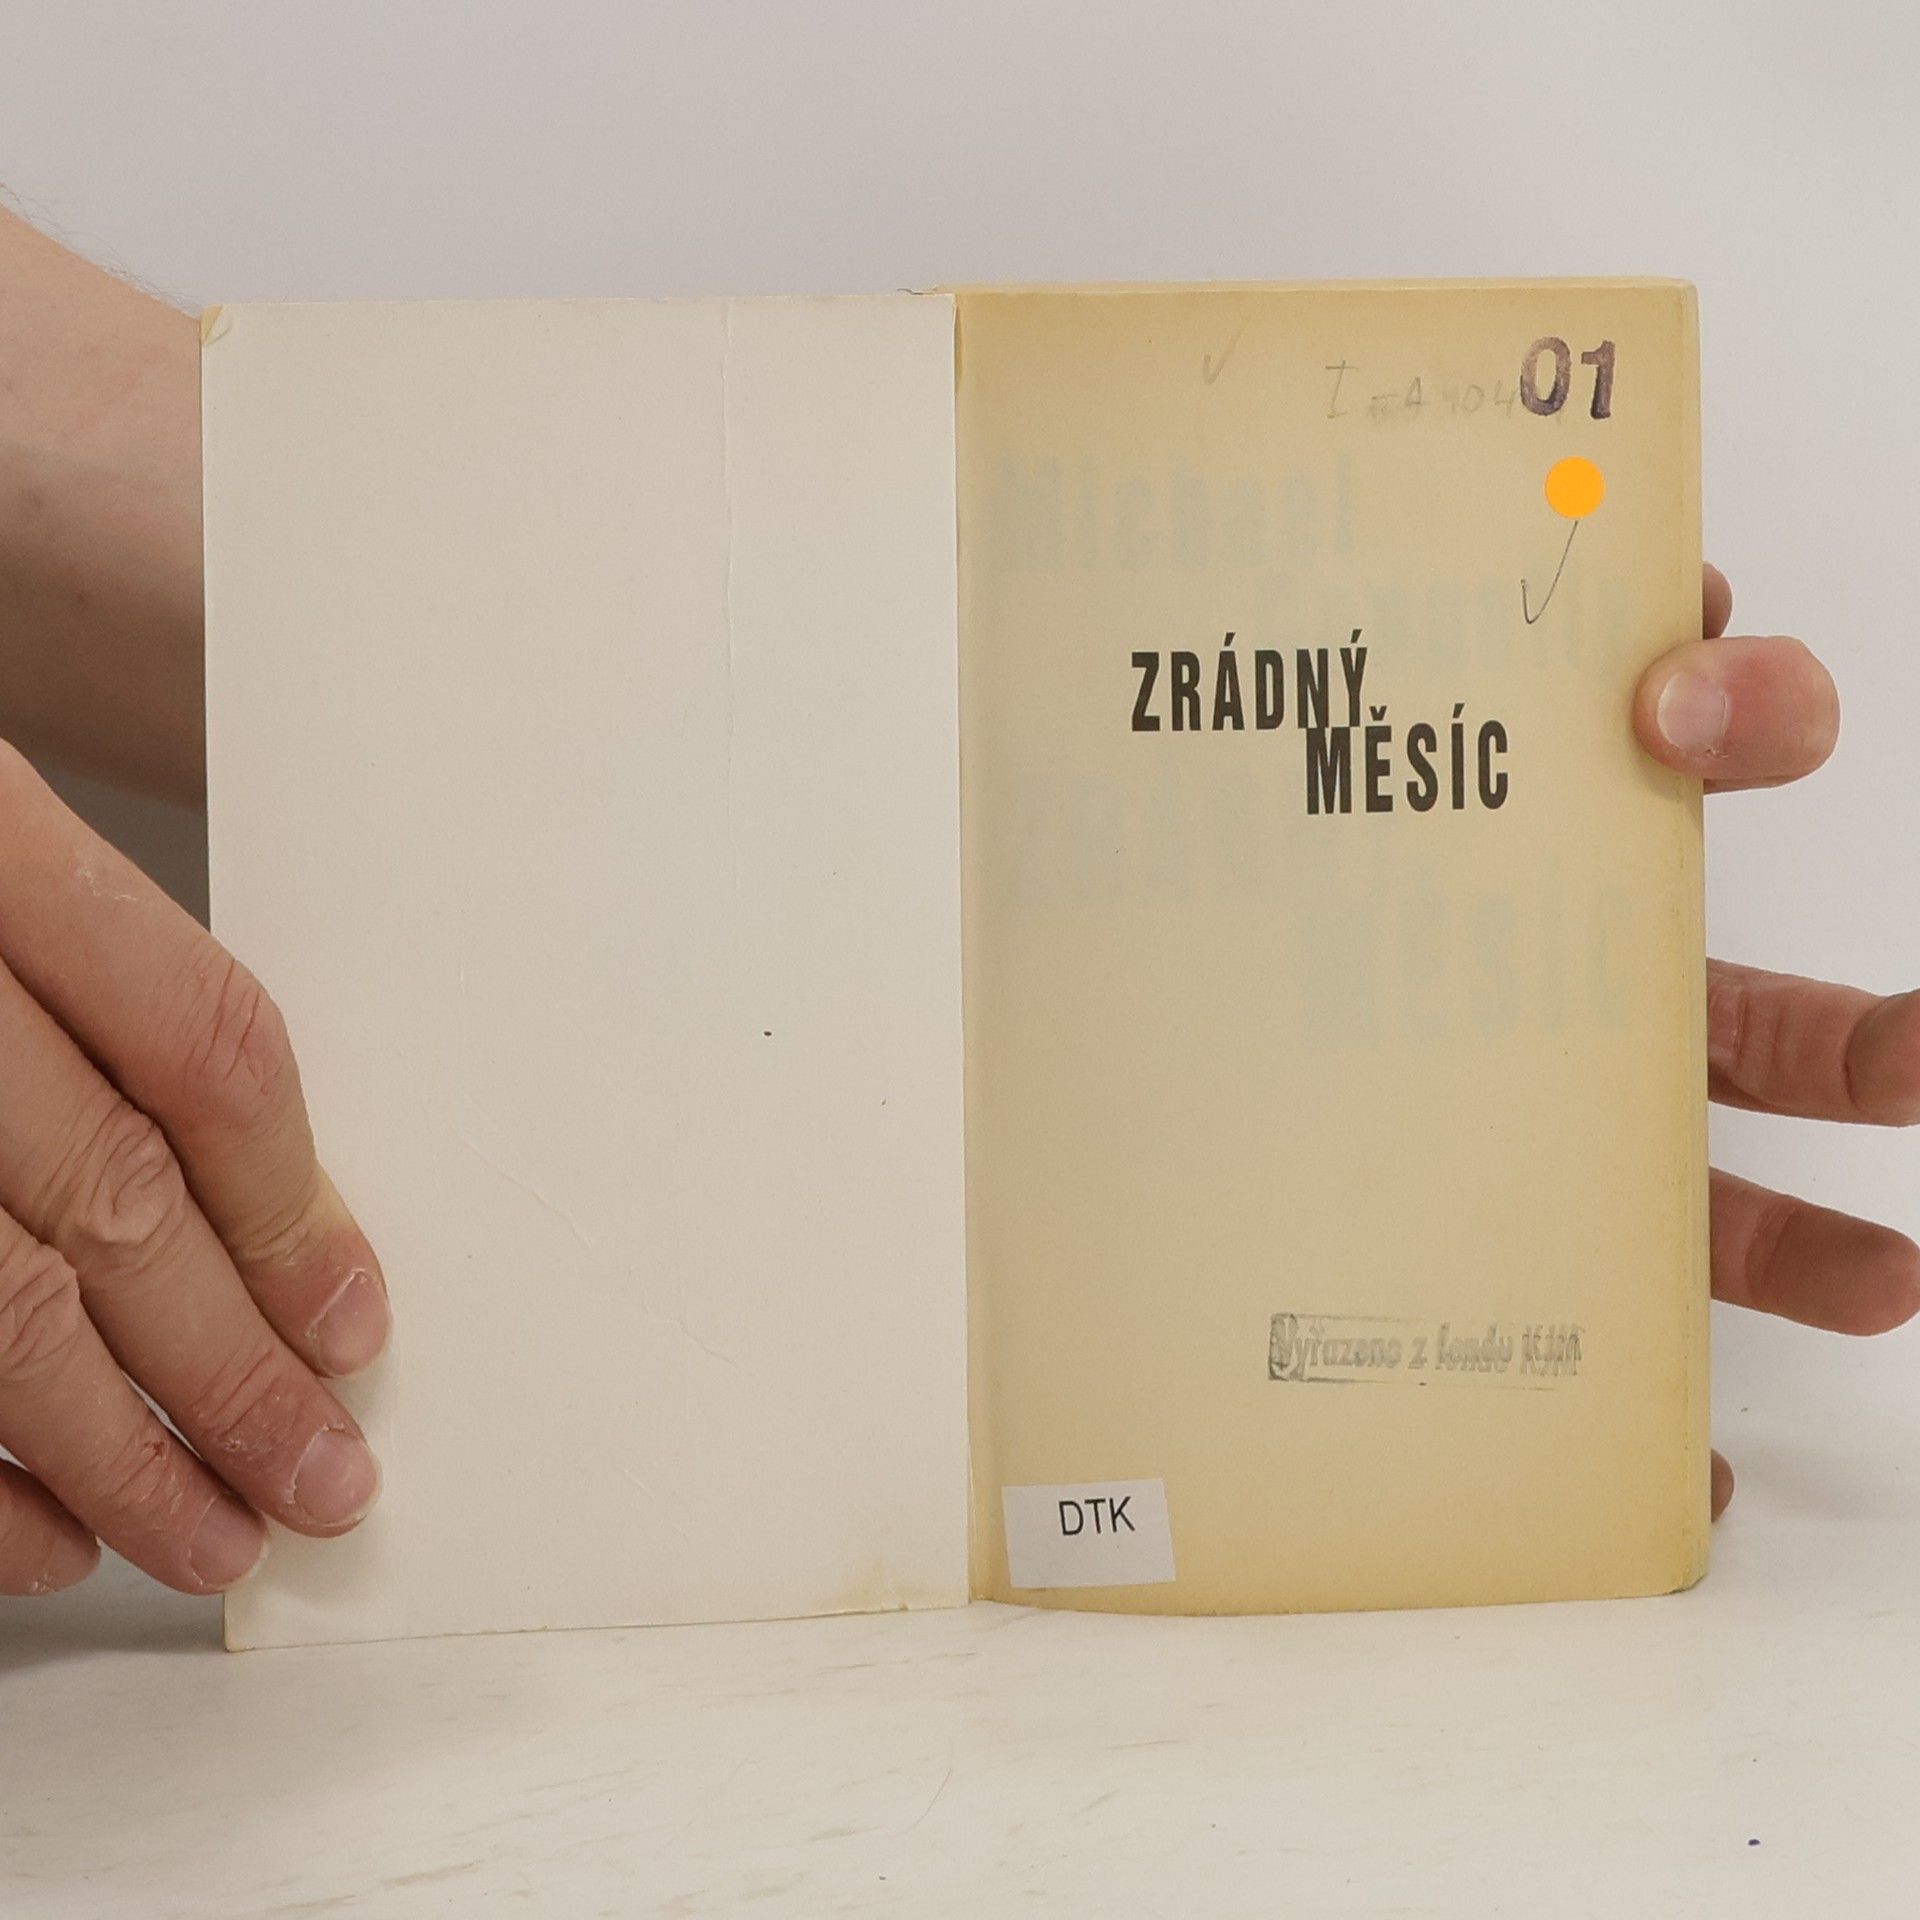 01
ZRÁDNÝ
MĚSÍC
Vyřazeno z fondu KJM
DTK